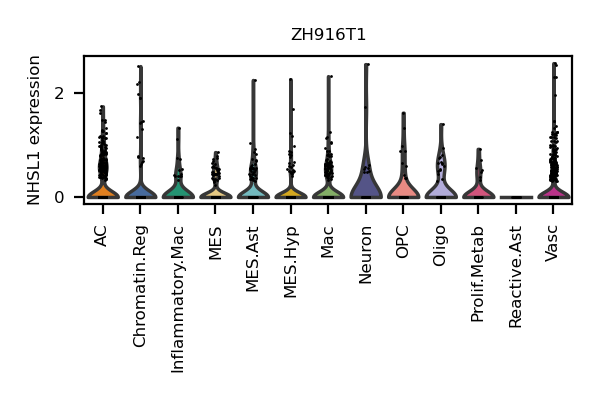 ZH916T1
NHSL1 expression
2
0
AC
Chromatin.Reg
Inflammatory.Mac
MES
MES.Ast
MES.Hyp
Mac
Neuron
OPC
Oligo
Prolif.Metab
Reactive.Ast
Vasc